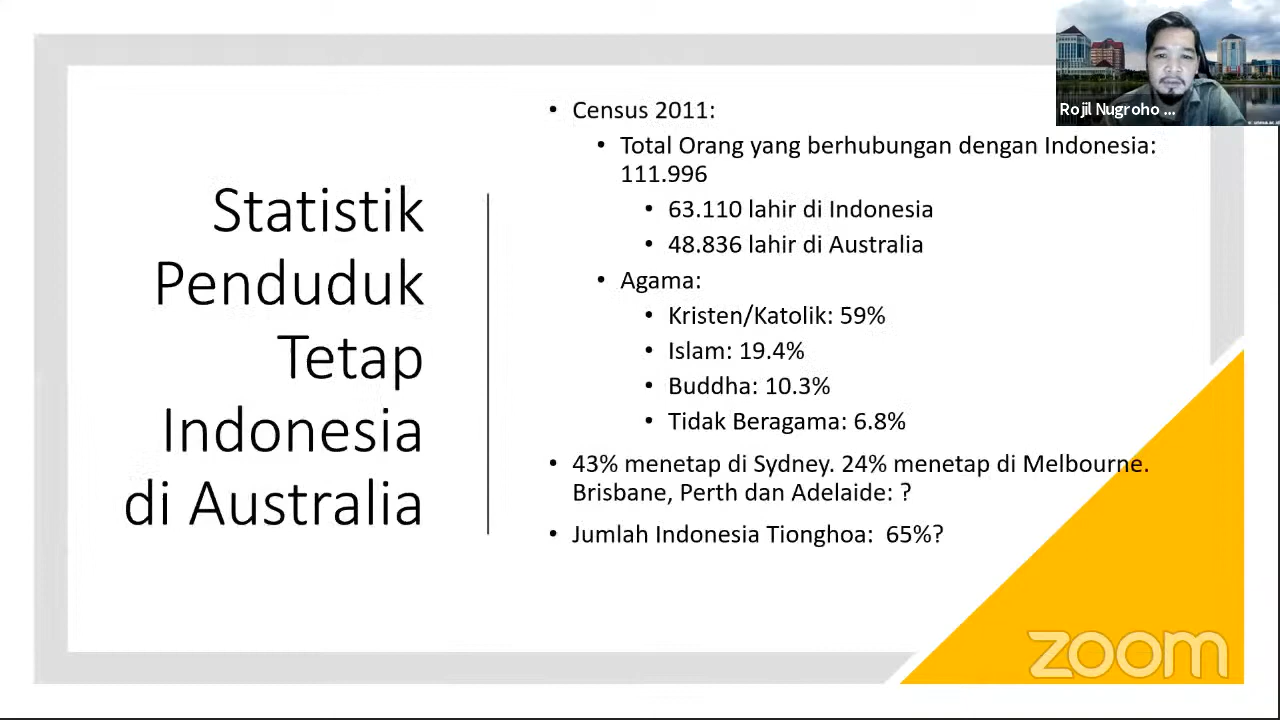 Rojil Nugroho ...
Statistik
Penduduk
Tetap
Indonesia
di Australia
• Census 2011:
• Total Orang yang berhubungan dengan Indonesia:
111.996
• 63.110 lahir di Indonesia
• 48.836 lahir di Australia
• Agama:
• Kristen/Katolik: 59%
• Islam: 19.4%
• Buddha: 10.3%
• Tidak Beragama: 6.8%
• 43% menetap di Sydney. 24% menetap di Melbourne.
Brisbane, Perth dan Adelaide: ?
• Jumlah Indonesia Tionghoa: 65%?
zoom